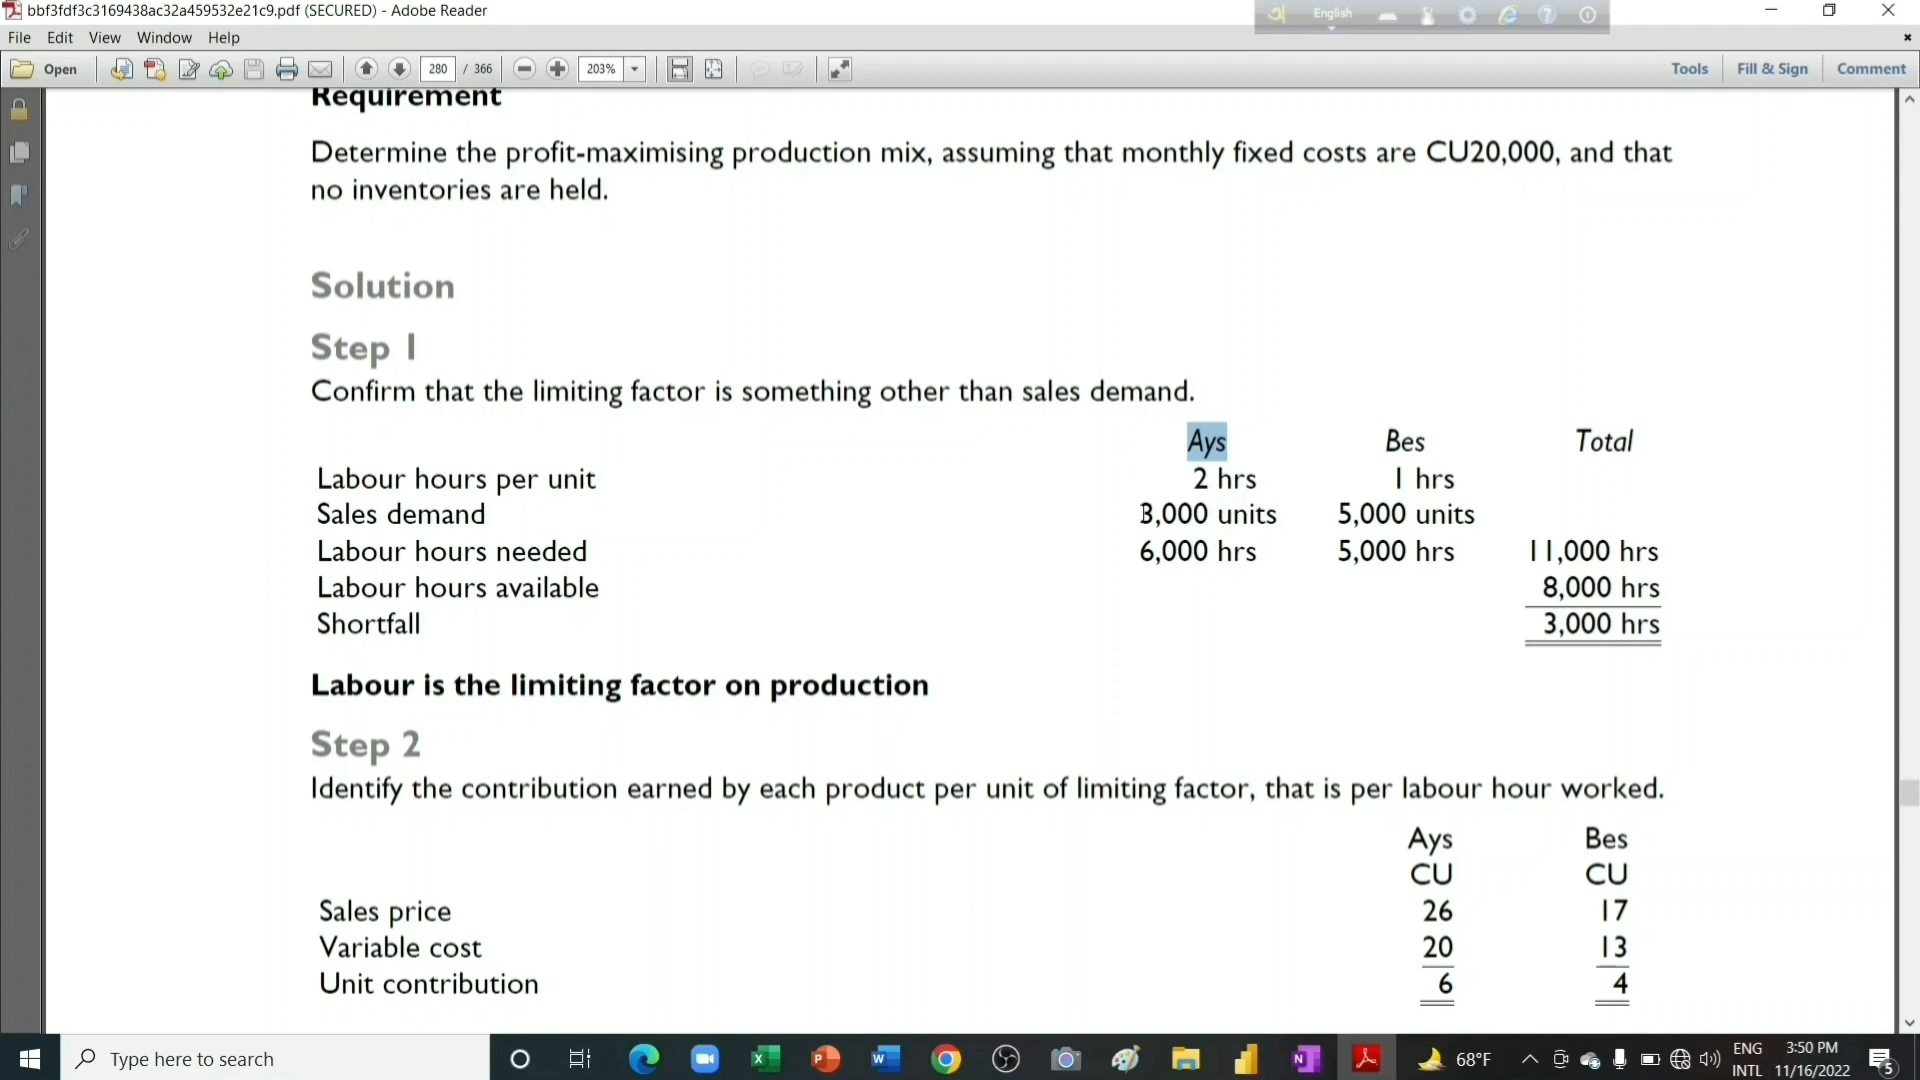 bbf3fdf3c3169438ac32a459532e21c9.pdf (SECURED) - Adobe Reader
English
File Edit View Window Help
Open 280 / 366 203% Tools Fill & Sign Comment
Requirement
Determine the profit-maximising production mix, assuming that monthly fixed costs are CU20,000, and that
no inventories are held.
Solution
Step 1
Confirm that the limiting factor is something other than sales demand.
Ays Bes Total
Labour hours per unit 2 hrs 1 hrs
Sales demand 3,000 units 5,000 units
Labour hours needed 6,000 hrs 5,000 hrs 11,000 hrs
Labour hours available 8,000 hrs
Shortfall 3,000 hrs
Labour is the limiting factor on production
Step 2
Identify the contribution earned by each product per unit of limiting factor, that is per labour hour worked.
Ays Bes
CU CU
Sales price 26 17
Variable cost 20 13
Unit contribution 6 4
Type here to search 68°F ENG 3:50 PM
INTL 11/16/2022 5